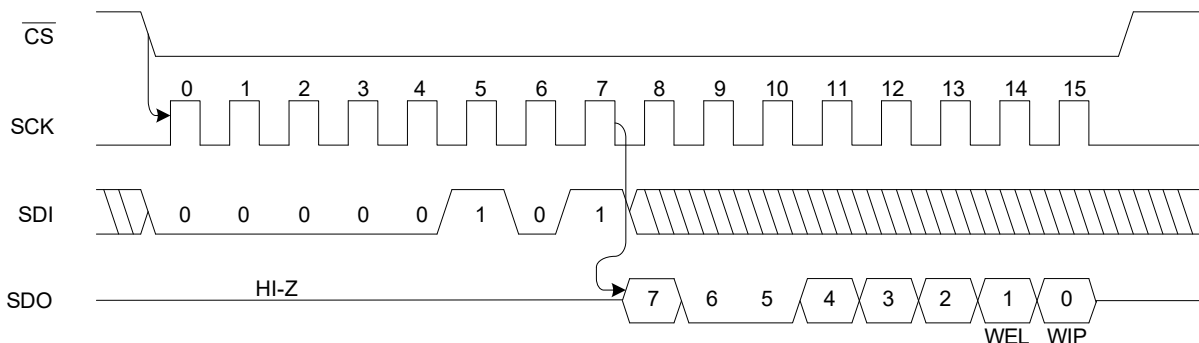 CS
0 1 2 3 4 5 6 7 8 9 10 11 12 13 14 15
SCK
SDI 0 0 0 0 0 1 0 1
HI-Z
SDO 7 6 5 4 3 2 1 0
WEL WIP